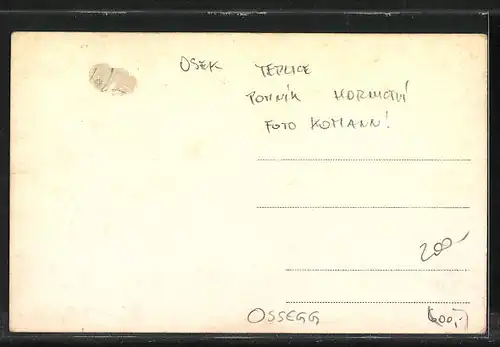 OSEK TEPLICE
POMNÍK HORNICTVÍ
FOTO KOMANN!
200-
OSSEGG 600,-